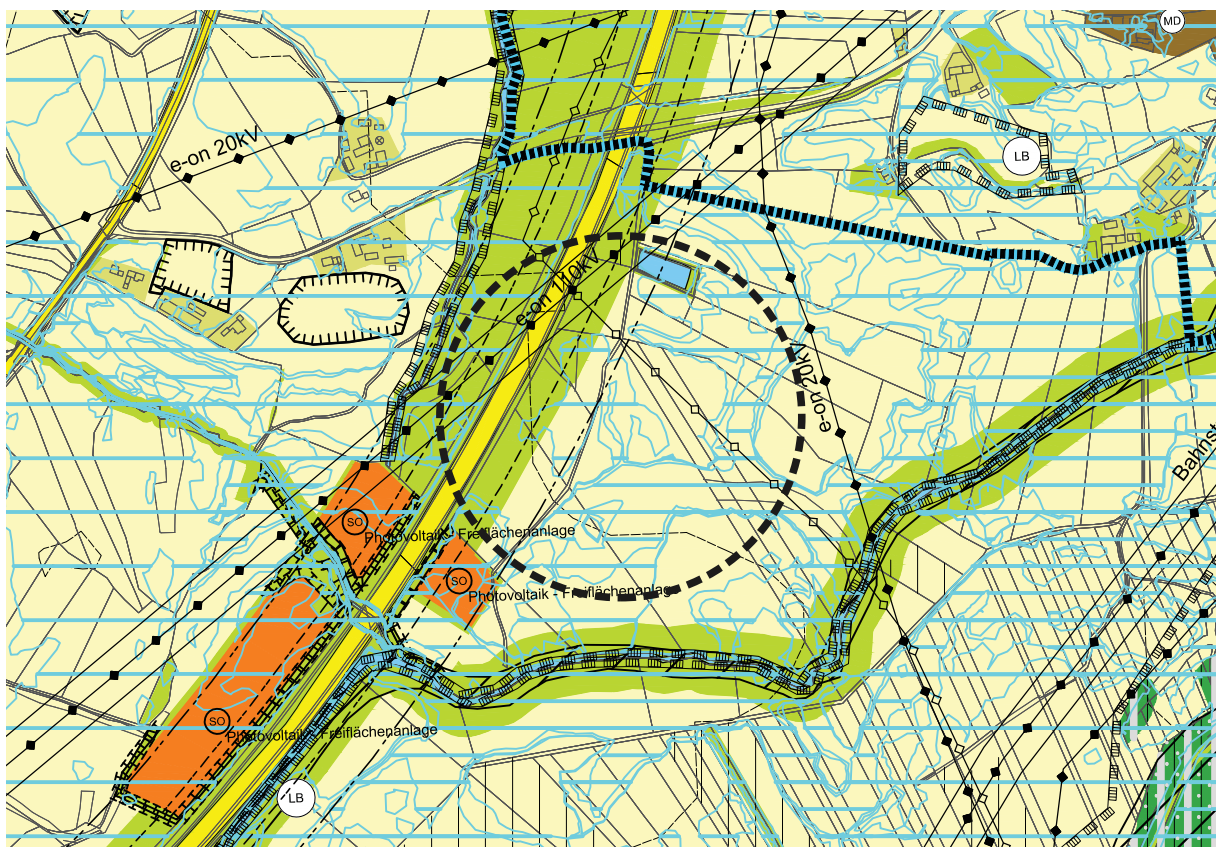 MD
e-on 20kV
LB
e-on 110kV
e-on 20kV
Bahnst
SO
Photovoltaik - Freiflächenanlage
SO
Photovoltaik - Freiflächenanlage
SO
Photovoltaik - Freiflächenanlage
LB